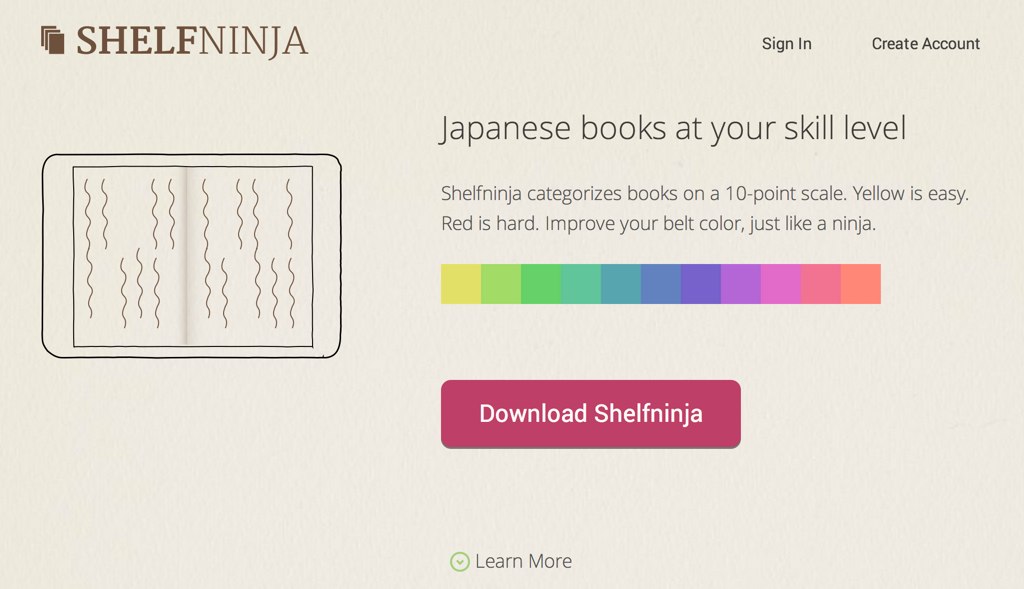 SHELFNINJA
Sign In
Create Account
Japanese books at your skill level
Shelfninja categorizes books on a 10-point scale. Yellow is easy.
Red is hard. Improve your belt color, just like a ninja.
Download Shelfninja
Learn More